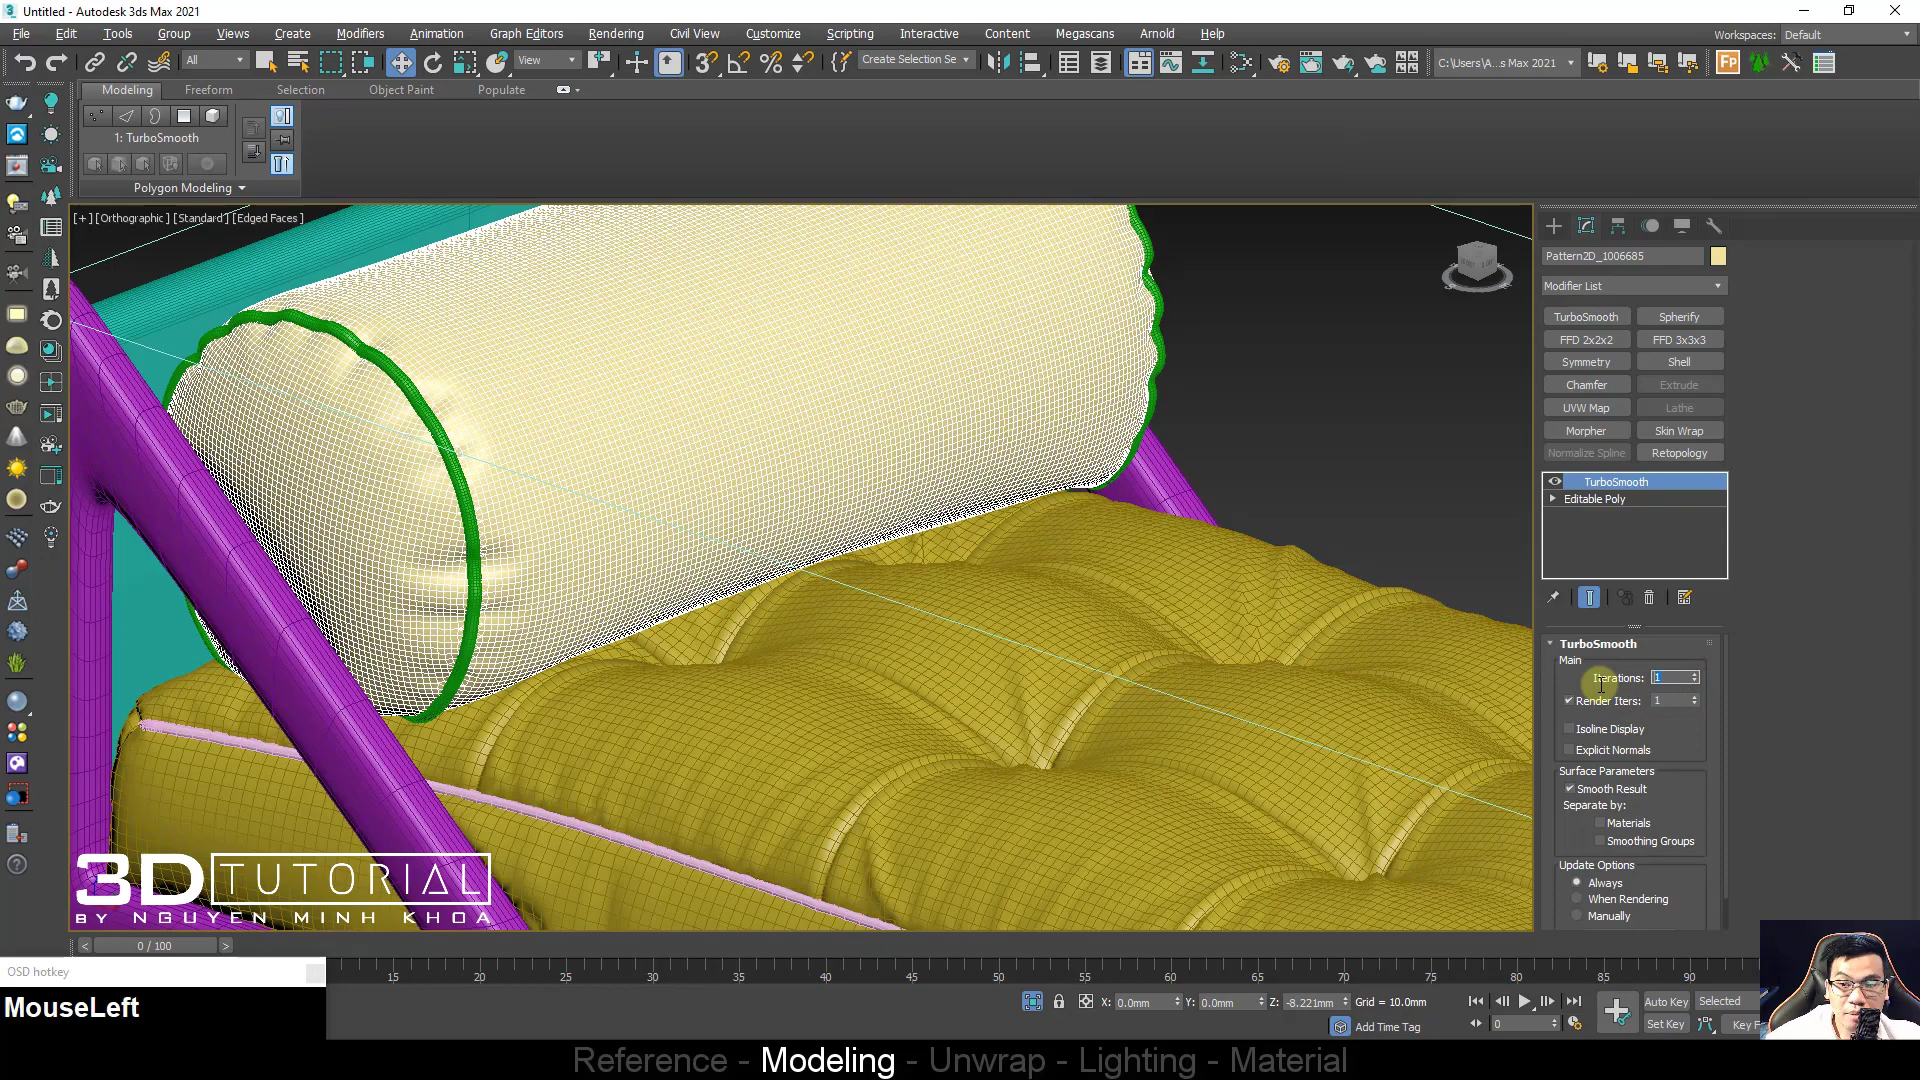 Untitled - Autodesk 3ds Max 2021
File Edit Tools Group Views Create Modifiers Animation Graph Editors Rendering Civil View Customize Scripting Interactive Content Megascans Arnold Help
Workspaces: Default
All
View
Create Selection Se
C:\Users\A...s Max 2021
Fp
Modeling Freeform Selection Object Paint Populate
1: TurboSmooth
Polygon Modeling
[+] [Orthographic] [Standard] [Edged Faces]
Pattern2D_1006685
Modifier List
TurboSmooth Spherify
FFD 2x2x2 FFD 3x3x3
Symmetry Shell
Chamfer Extrude
UVW Map Lathe
Morpher Skin Wrap
Normalize Spline Retopology
TurboSmooth
Editable Poly
TurboSmooth
Main
Iterations: 1
Render Iters: 1
Isoline Display
Explicit Normals
Surface Parameters
Smooth Result
Separate by:
Materials
Smoothing Groups
Update Options
Always
When Rendering
Manually
3D TUTORIAL
BY NGUYEN MINH KHOA
< 0 / 100 >
15 20 25 30 35 40 45 50 55 60 65 70 75 80 85 90
OSD hotkey
MouseLeft
X: 0.0mm Y: 0.0mm Z: -8.221mm Grid = 10.0mm
Add Time Tag
0
Auto Key Selected
Set Key Key F
Reference - Modeling - Unwrap - Lighting - Material